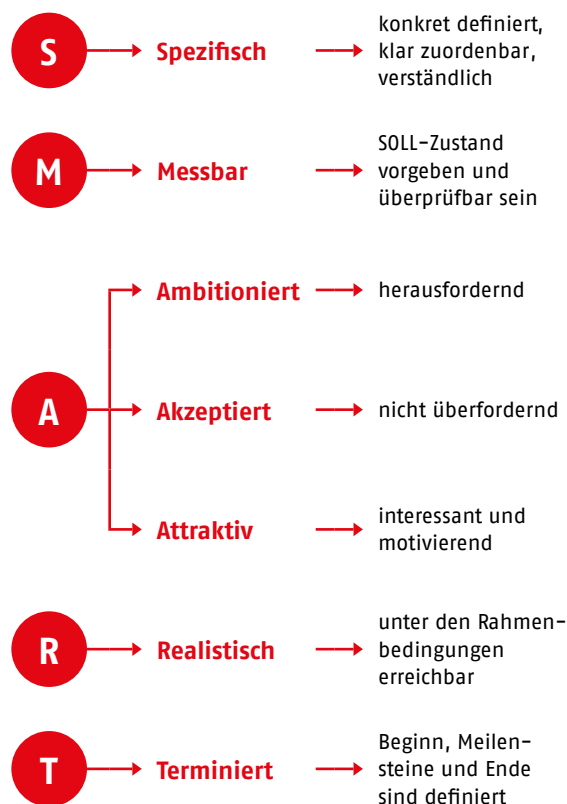 S
Spezifisch
konkret definiert,
klar zuordenbar,
verständlich
M
Messbar
SOLL-Zustand
vorgeben und
überprüfbar sein
A
Ambitioniert
herausfordernd
Akzeptiert
nicht überfordernd
Attraktiv
interessant und
motivierend
R
Realistisch
unter den Rahmen-
bedingungen
erreichbar
T
Terminiert
Beginn, Meilen-
steine und Ende
sind definiert